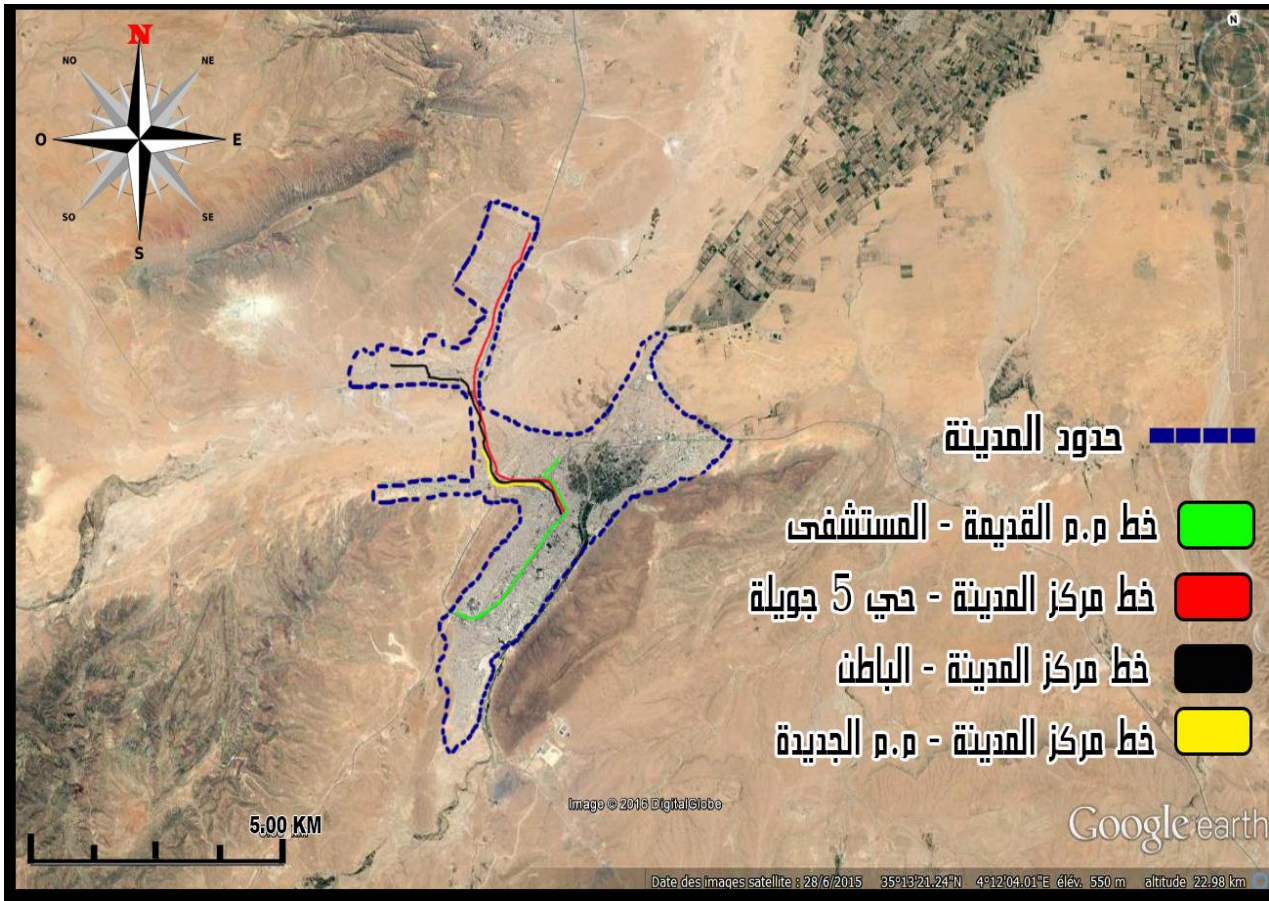 N
N
NO
NE
O
E
SO
SE
S
حدود المدينة
خط م.م القديمة - المستشفى
خط مركز المدينة - حي 5 جويلة
خط مركز المدينة - الباطن
خط مركز المدينة - م.م الجديدة
5.00 KM
Image © 2016 DigitalGlobe
Google earth
Date des images satellite : 28/6/2015 35°13'21.24"N 4°12'04.01"E élév. 550 m altitude 22.98 km